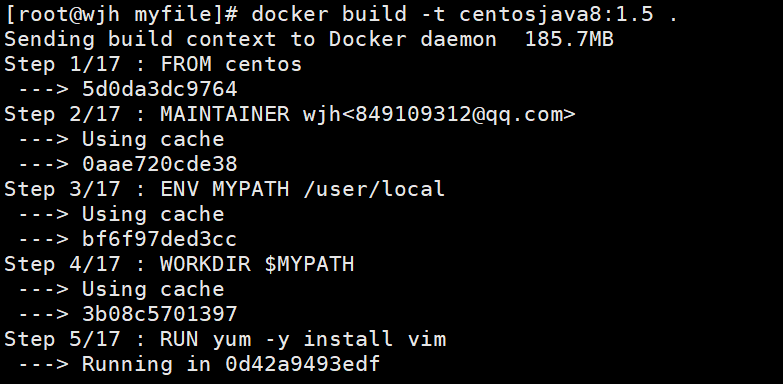 [root@wjh myfile]# docker build -t centosjava8:1.5 .
Sending build context to Docker daemon  185.7MB
Step 1/17 : FROM centos
 ---> 5d0da3dc9764
Step 2/17 : MAINTAINER wjh<849109312@qq.com>
 ---> Using cache
 ---> 0aae720cde38
Step 3/17 : ENV MYPATH /user/local
 ---> Using cache
 ---> bf6f97ded3cc
Step 4/17 : WORKDIR $MYPATH
 ---> Using cache
 ---> 3b08c5701397
Step 5/17 : RUN yum -y install vim
 ---> Running in 0d42a9493edf